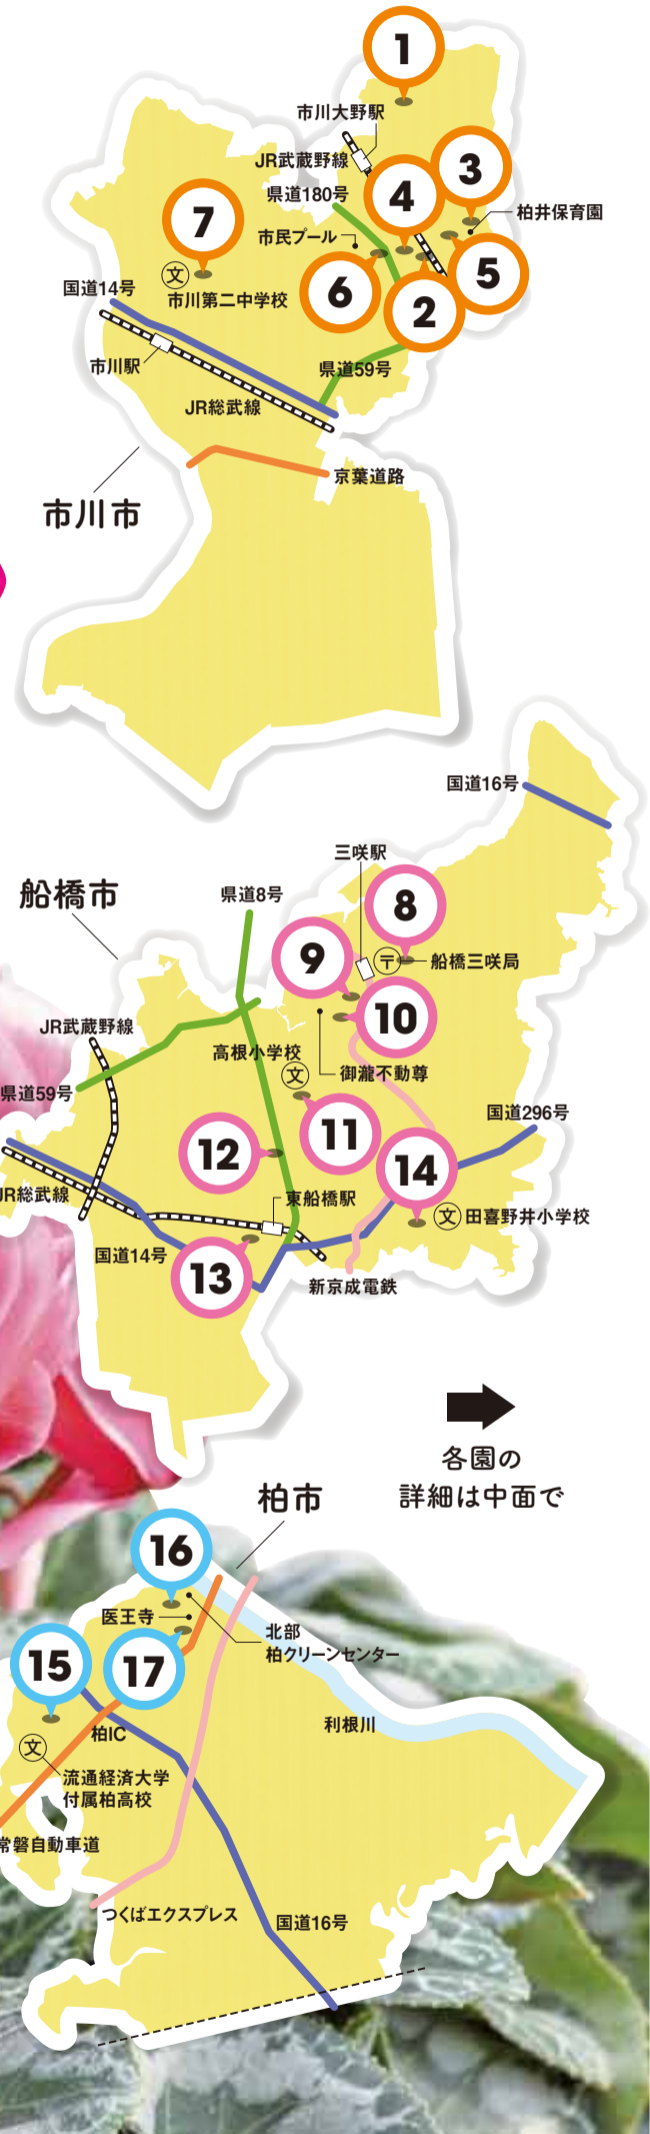 1
市川大野駅
JR武蔵野線
3
県道180号
4
柏井保育園
7
市民プール
文
市川第二中学校
6
2
5
国道14号
市川駅
県道59号
JR総武線
京葉道路
市川市
国道16号
三咲駅
船橋市
県道8号
8
9
〒
船橋三咲局
10
JR武蔵野線
高根小学校
文
御瀧不動尊
県道59号
11
国道296号
12
14
JR総武線
東船橋駅
文
田喜野井小学校
国道14号
13
新京成電鉄
各園の
詳細は中面で
柏市
16
医王寺
北部
柏クリーンセンター
15
17
利根川
柏IC
文
流通経済大学
付属柏高校
常磐自動車道
つくばエクスプレス
国道16号